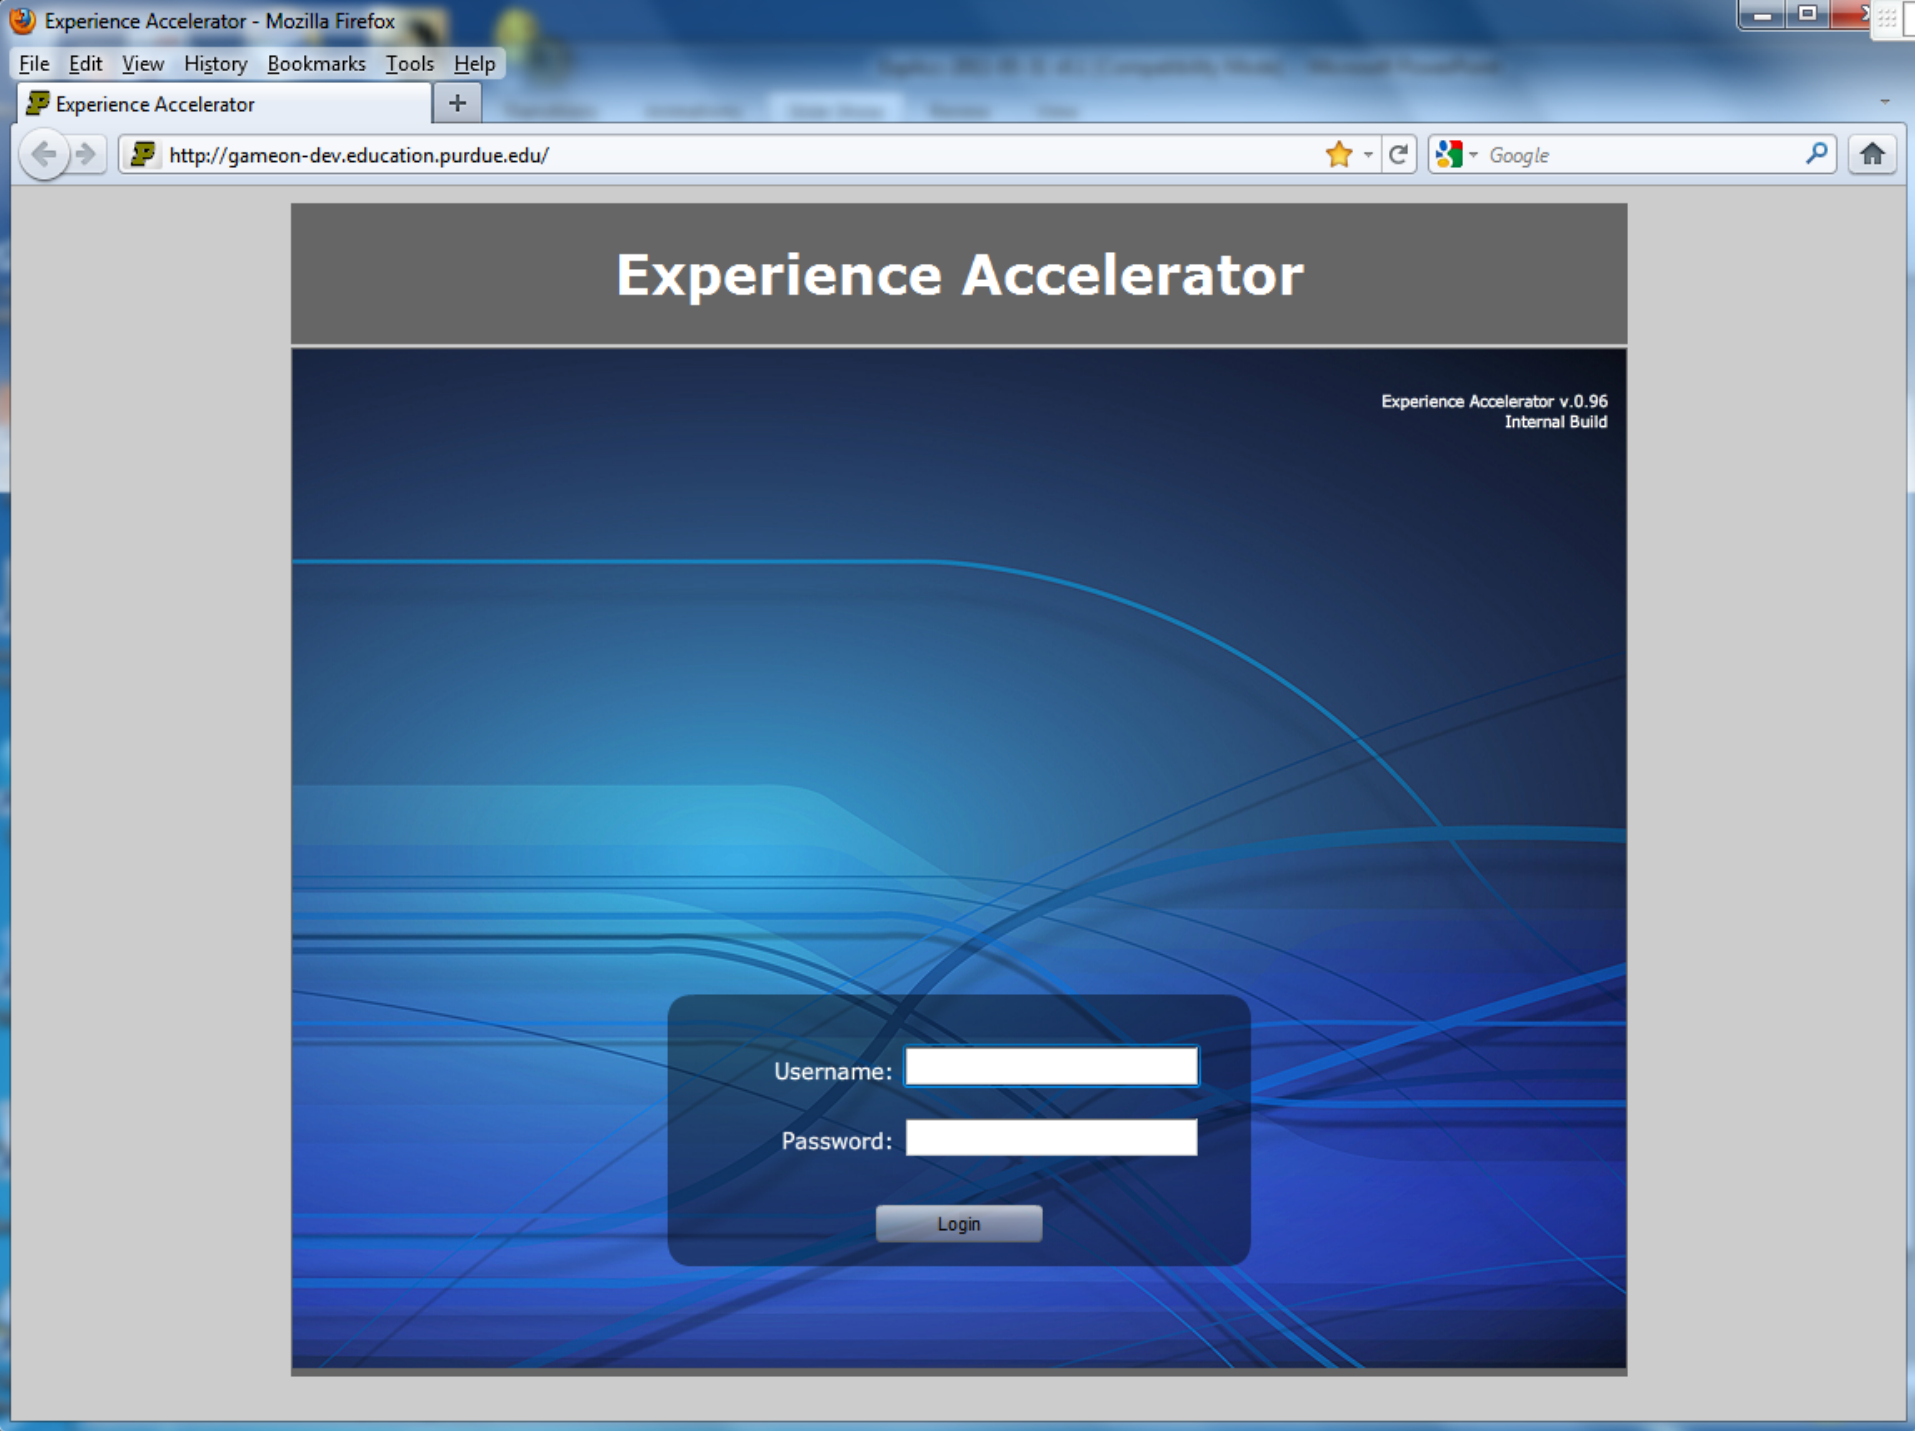 Experience Accelerator - Mozilla Firefox
File Edit View History Bookmarks Tools Help
Experience Accelerator
http://gameon-dev.education.purdue.edu/
Google
Experience Accelerator
Experience Accelerator v.0.96
Internal Build
Username:
Password:
Login